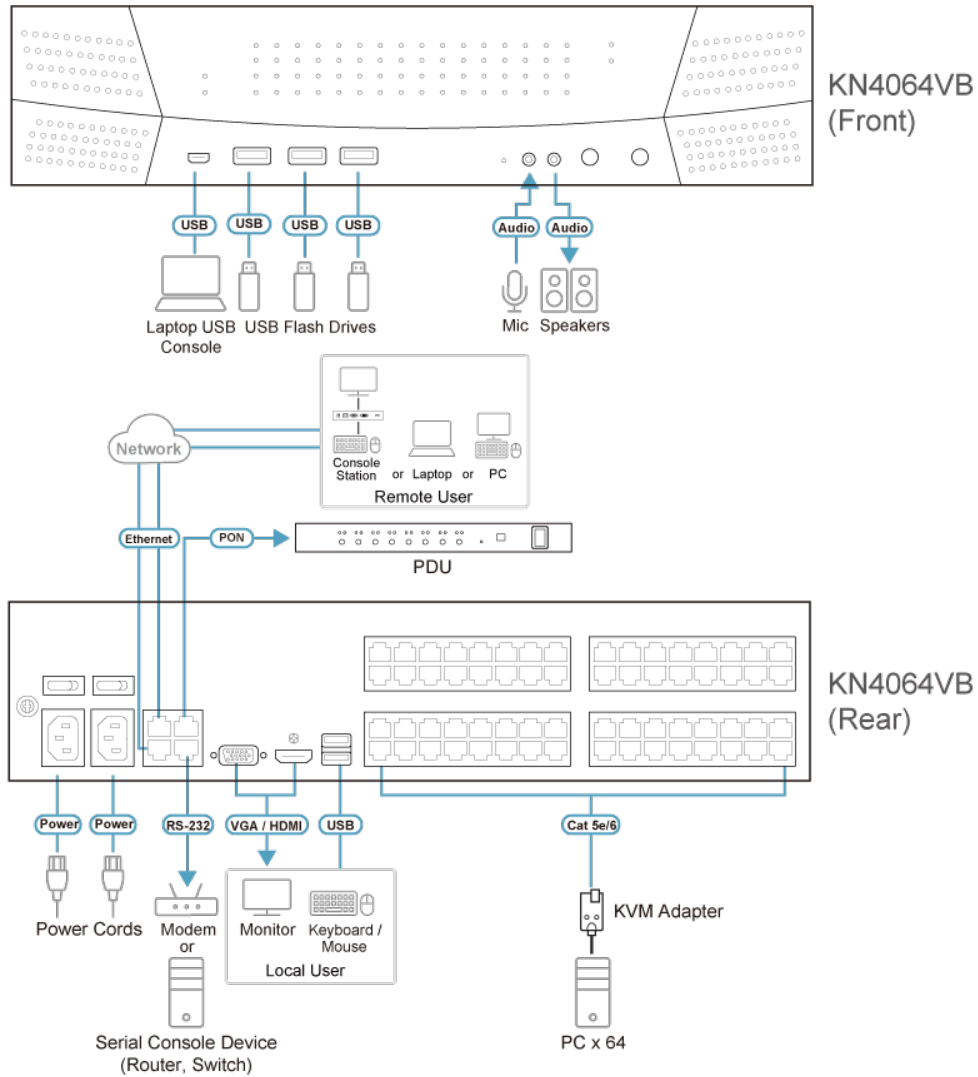 KN4064VB
(Front)
USB
USB
USB
USB
Audio
Audio
Laptop USB
Console
USB Flash Drives
Mic
Speakers
Network
Console
Station
or
Laptop
or
PC
Remote User
Ethernet
PON
PDU
KN4064VB
(Rear)
Power
Power
RS-232
VGA / HDMI
USB
Cat 5e/6
Power Cords
Modem
or
Monitor
Keyboard /
Mouse
Local User
KVM Adapter
Serial Console Device
(Router, Switch)
PC x 64